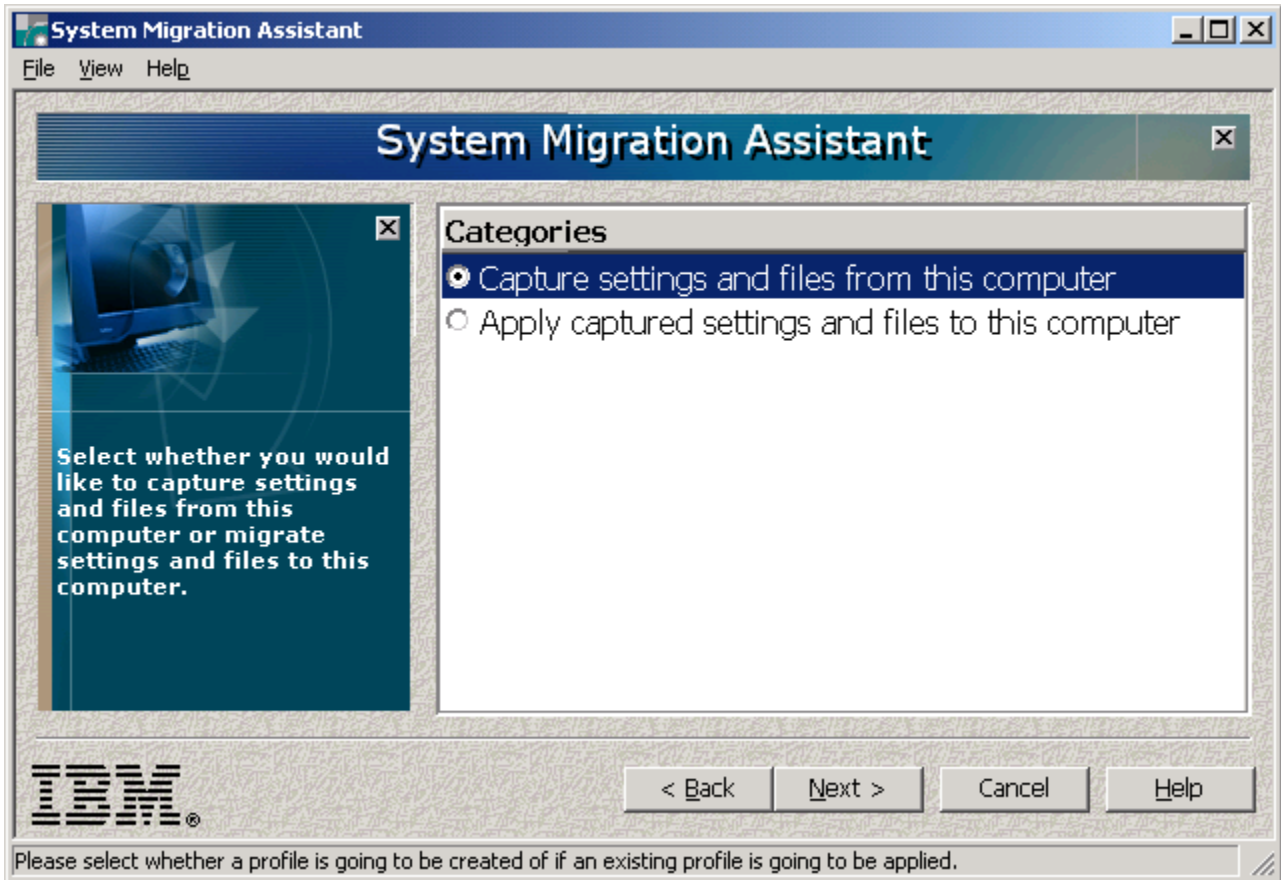 System Migration Assistant
File View Help
System Migration Assistant
Select whether you would
like to capture settings
and files from this
computer or migrate
settings and files to this
computer.
Categories
Capture settings and files from this computer
Apply captured settings and files to this computer
IBM®
< Back Next > Cancel Help
Please select whether a profile is going to be created of if an existing profile is going to be applied.